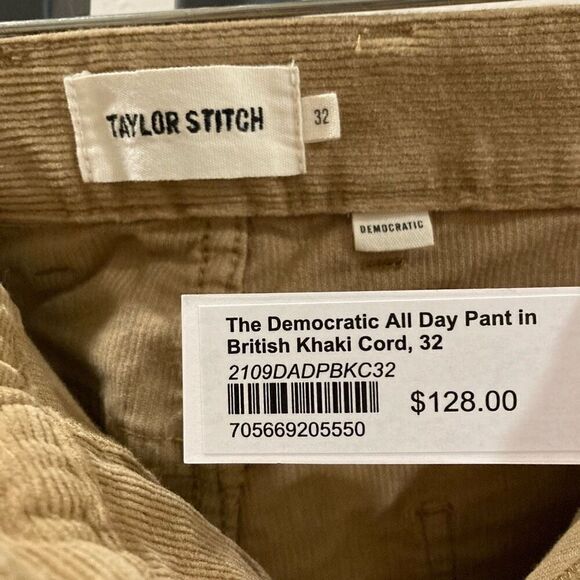 TAYLOR STITCH
32
DEMOCRATIC
The Democratic All Day Pant in
British Khaki Cord, 32
2109DADPBKC32
$128.00
705669205550